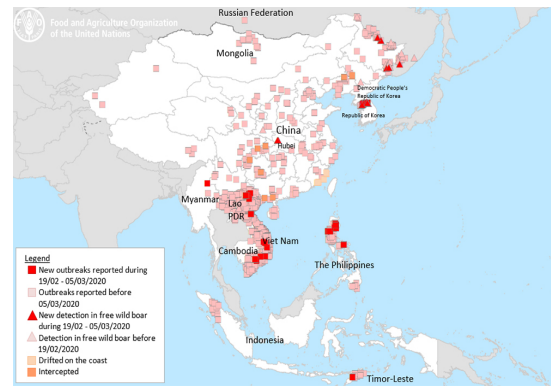 Food and Agriculture Organization
of the United Nations
Russian Federation
Mongolia
Democratic People's
Republic of Korea
Republic of Korea
China
Hubei
Myanmar
Lao
PDR
Viet Nam
Cambodia
The Philippines
Indonesia
Timor-Leste
Legend
New outbreaks reported during
19/02 - 05/03/2020
Outbreaks reported before
05/03/2020
New detection in free wild boar
during 19/02 - 05/03/2020
Detection in free wild boar before
19/02/2020
Drifted on the coast
Intercepted